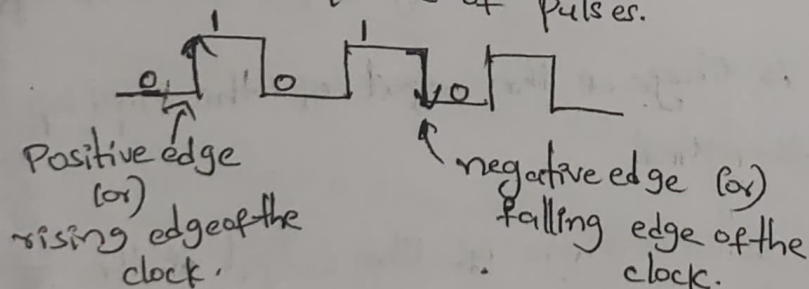 of pulses.
1 1
0 0 0
Positive edge
(or)
rising edge of the
clock.
negative edge (or)
falling edge of the
clock.